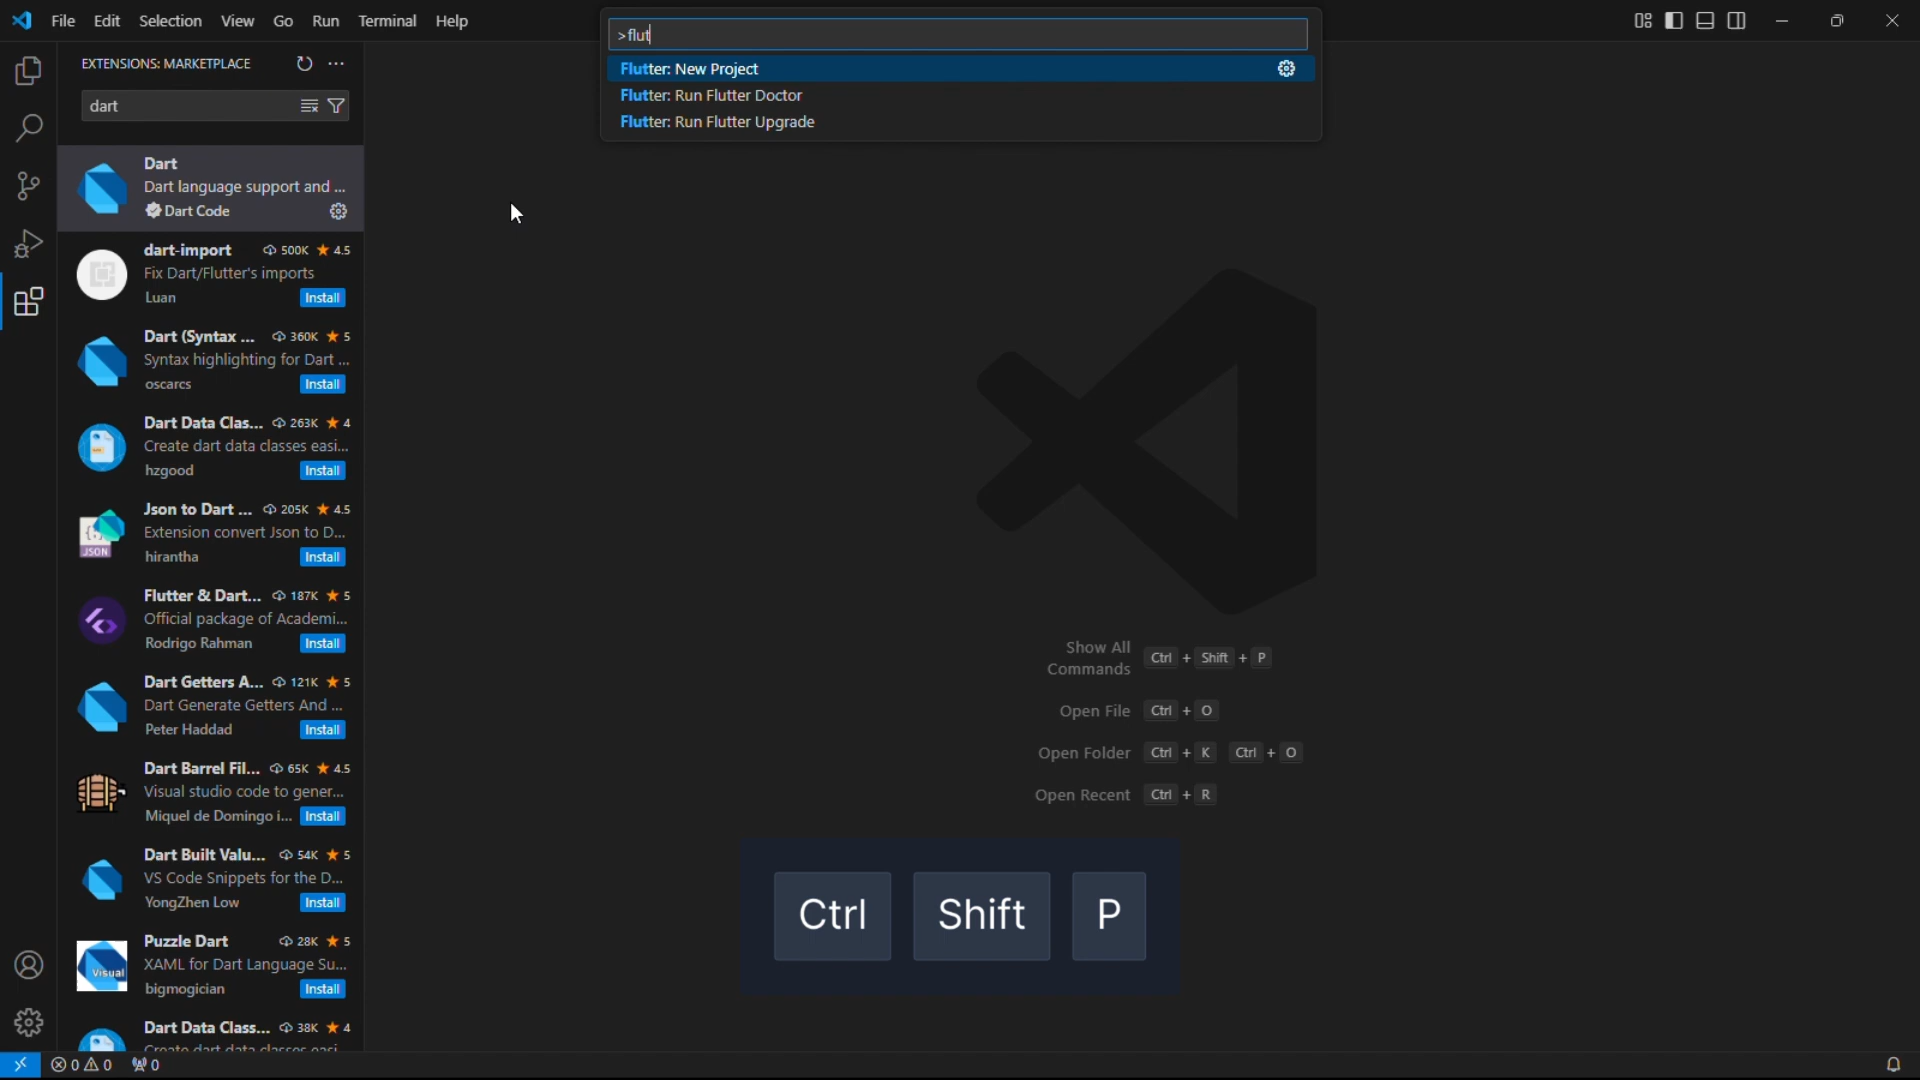 File Edit Selection View Go Run Terminal Help
>flut
Flutter: New Project
Flutter: Run Flutter Doctor
Flutter: Run Flutter Upgrade
EXTENSIONS: MARKETPLACE
dart
Dart
Dart language support and ...
Dart Code
dart-import 500K 4.5
Fix Dart/Flutter's imports
Luan Install
Dart (Syntax ... 360K 5
Syntax highlighting for Dart ...
oscarcs Install
Dart Data Clas... 263K 4
Create dart data classes easi...
hzgood Install
Json to Dart ... 205K 4.5
Extension convert Json to D...
hirantha Install
{:}
JSON
Flutter & Dart... 187K 5
Official package of Academi...
Rodrigo Rahman Install
Dart Getters A... 121K 5
Dart Generate Getters And ...
Peter Haddad Install
Dart Barrel Fil... 65K 4.5
Visual studio code to gener...
Miquel de Domingo i... Install
Dart Built Valu... 54K 5
VS Code Snippets for the D...
YongZhen Low Install
Puzzle Dart 28K 5
XAML for Dart Language Su...
bigmogician Install
Visual
Dart Data Class... 38K 4
Create dart data classes easi...
Show All
Commands Ctrl + Shift + P
Open File Ctrl + O
Open Folder Ctrl + K Ctrl + O
Open Recent Ctrl + R
Ctrl Shift P
0 0 0